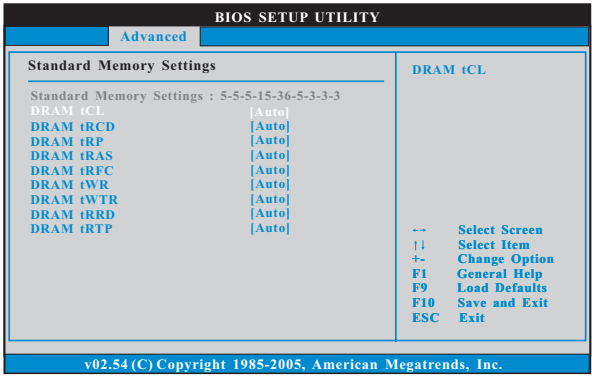 BIOS SETUP UTILITY
Advanced
Standard Memory Settings
Standard Memory Settings : 5-5-5-15-36-5-3-3-3
DRAM tCL [Auto]
DRAM tRCD [Auto]
DRAM tRP [Auto]
DRAM tRAS [Auto]
DRAM tRFC [Auto]
DRAM tWR [Auto]
DRAM tWTR [Auto]
DRAM tRRD [Auto]
DRAM tRTP [Auto]
DRAM tCL
←→ Select Screen
↑↓ Select Item
+- Change Option
F1 General Help
F9 Load Defaults
F10 Save and Exit
ESC Exit
v02.54 (C) Copyright 1985-2005, American Megatrends, Inc.